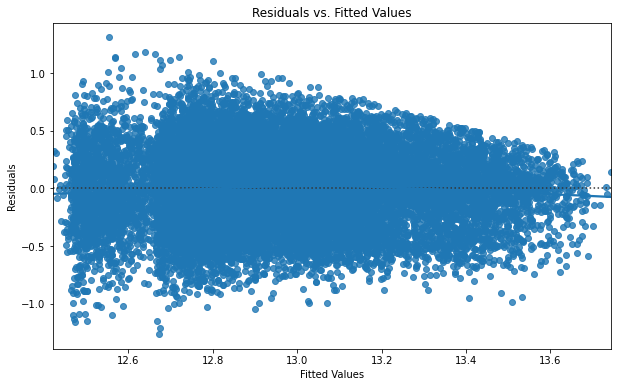 Residuals vs. Fitted Values
1.0
0.5
0.0
−0.5
−1.0
Residuals
12.6 12.8 13.0 13.2 13.4 13.6
Fitted Values